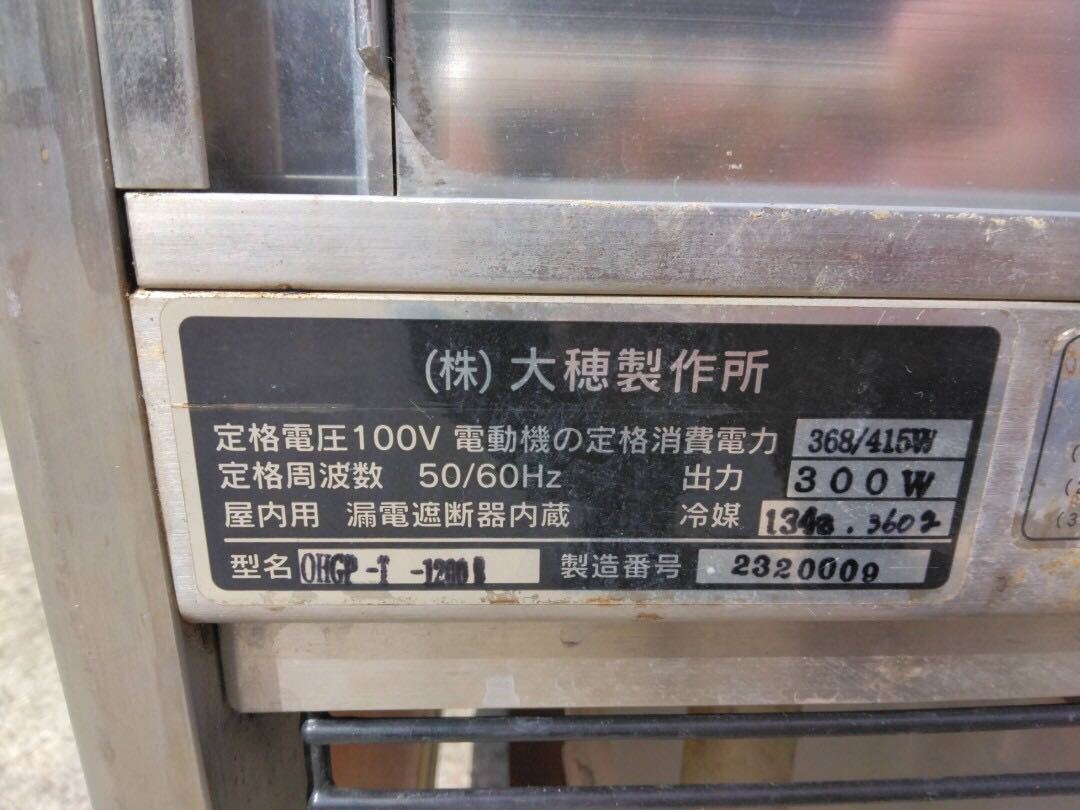 (株) 大穂製作所
定格電圧100V 電動機の定格消費電力 368/415W
定格周波数 50/60Hz 出力 300W
屋内用 漏電遮断器内蔵 冷媒 134a. 360g
型名 OHGP-T -1200 製造番号 2320009